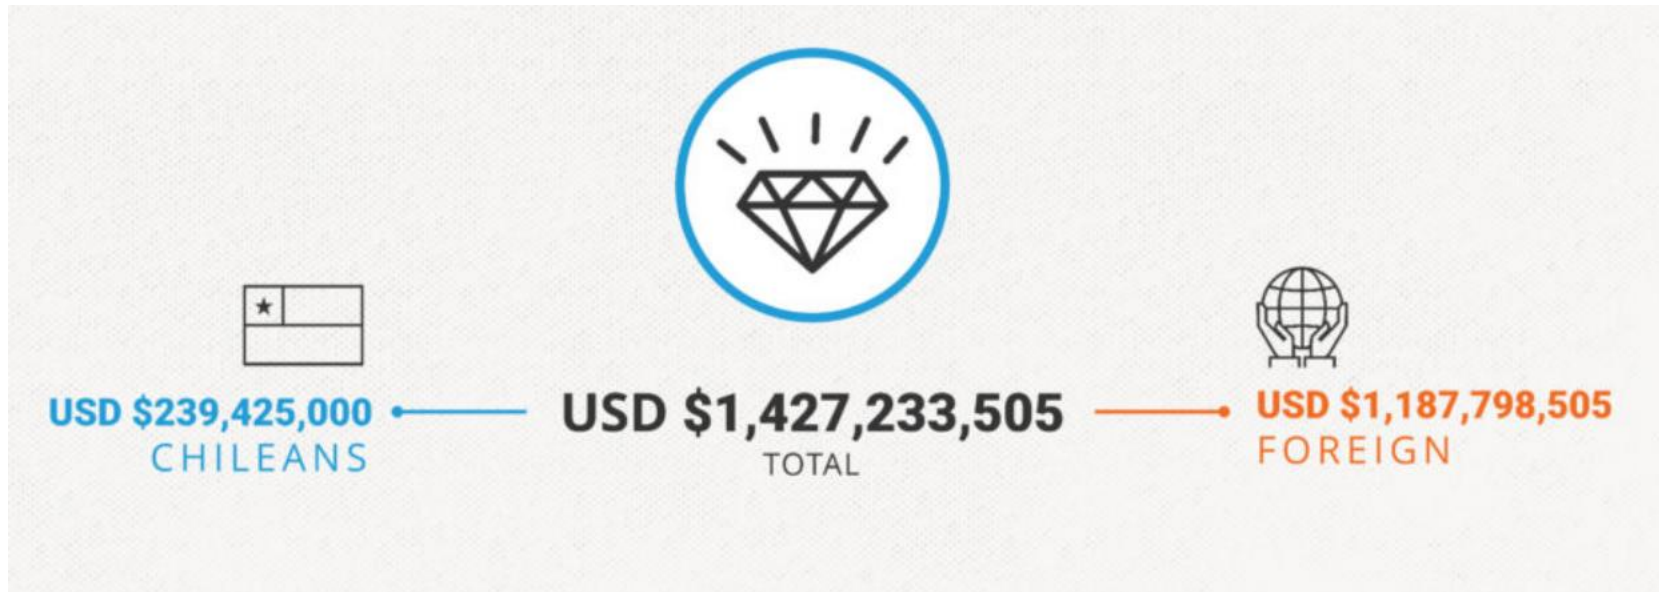 USD $239,425,000
CHILEANS
USD $1,427,233,505
TOTAL
USD $1,187,798,505
FOREIGN